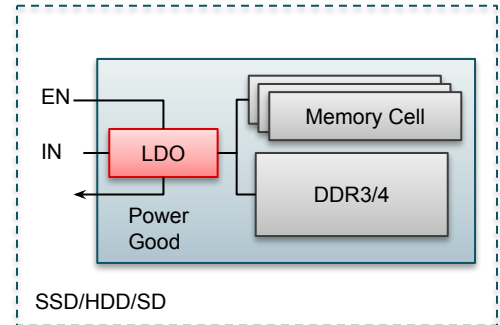 EN
Memory Cell
IN
LDO
DDR3/4
Power
Good
SSD/HDD/SD